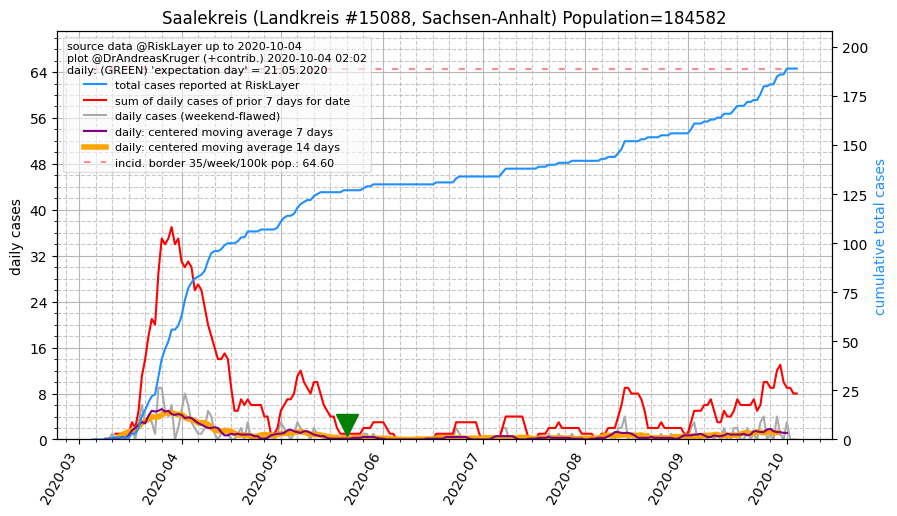 Saalekreis (Landkreis #15088, Sachsen-Anhalt) Population=184582
source data @RiskLayer up to 2020-10-04
plot @DrAndreasKruger (+contrib.) 2020-10-04 02:02
daily: (GREEN) 'expectation day' = 21.05.2020
total cases reported at RiskLayer
sum of daily cases of prior 7 days for date
daily cases (weekend-flawed)
daily: centered moving average 7 days
daily: centered moving average 14 days
incid. border 35/week/100k pop.: 64.60
daily cases
64
56
48
40
32
24
16
8
0
cumulative total cases
200
175
150
125
100
75
50
25
0
2020-03
2020-04
2020-05
2020-06
2020-07
2020-08
2020-09
2020-10